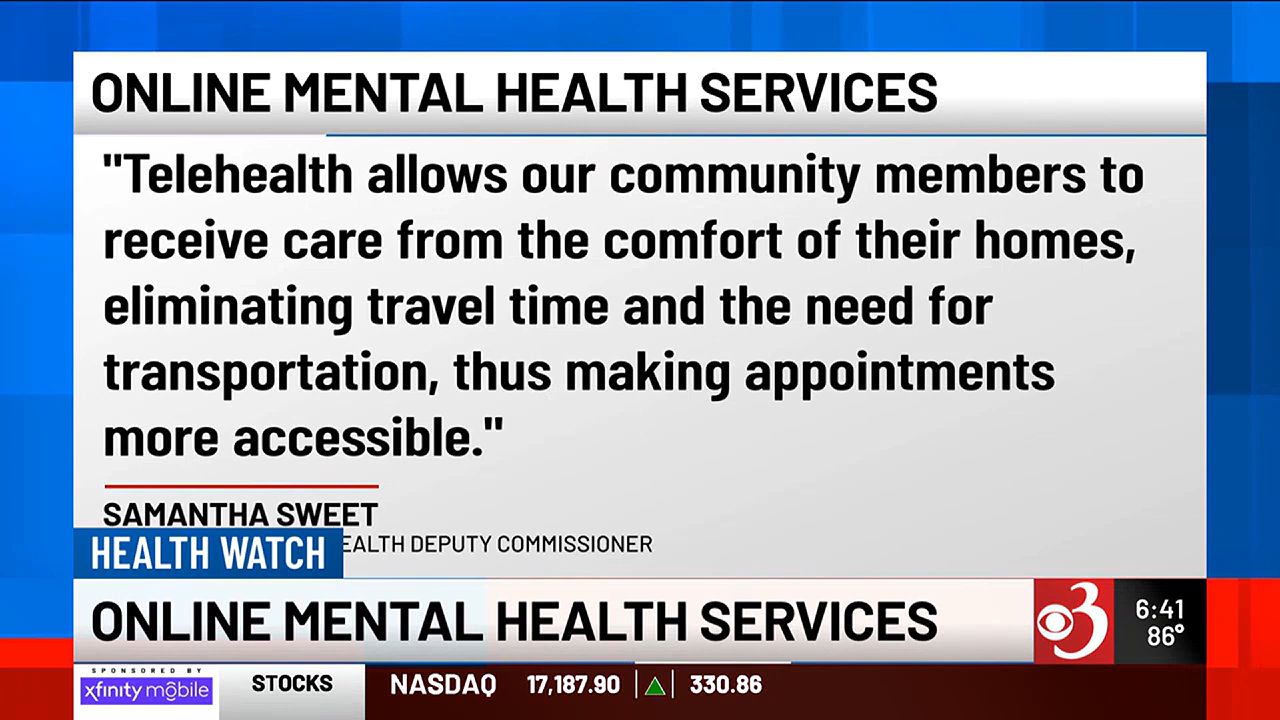 ONLINE MENTAL HEALTH SERVICES
"Telehealth allows our community members to
receive care from the comfort of their homes,
eliminating travel time and the need for
transportation, thus making appointments
more accessible."
SAMANTHA SWEET
EALTH DEPUTY COMMISSIONER
HEALTH WATCH
ONLINE MENTAL HEALTH SERVICES
3
6:41
86°
SPONSORED BY
xfinity mobile
STOCKS
NASDAQ 17,187.90 330.86